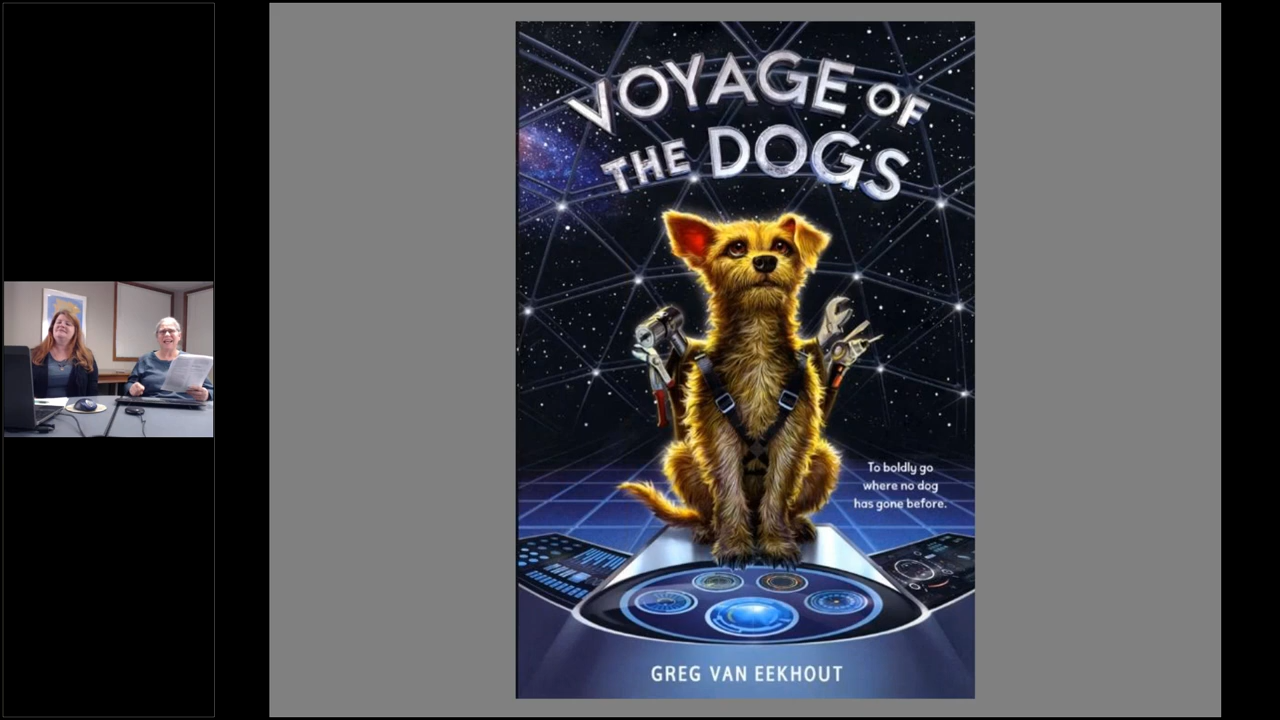 VOYAGE OF
THE DOGS
To boldly go
where no dog
has gone before.
GREG VAN EEKHOUT